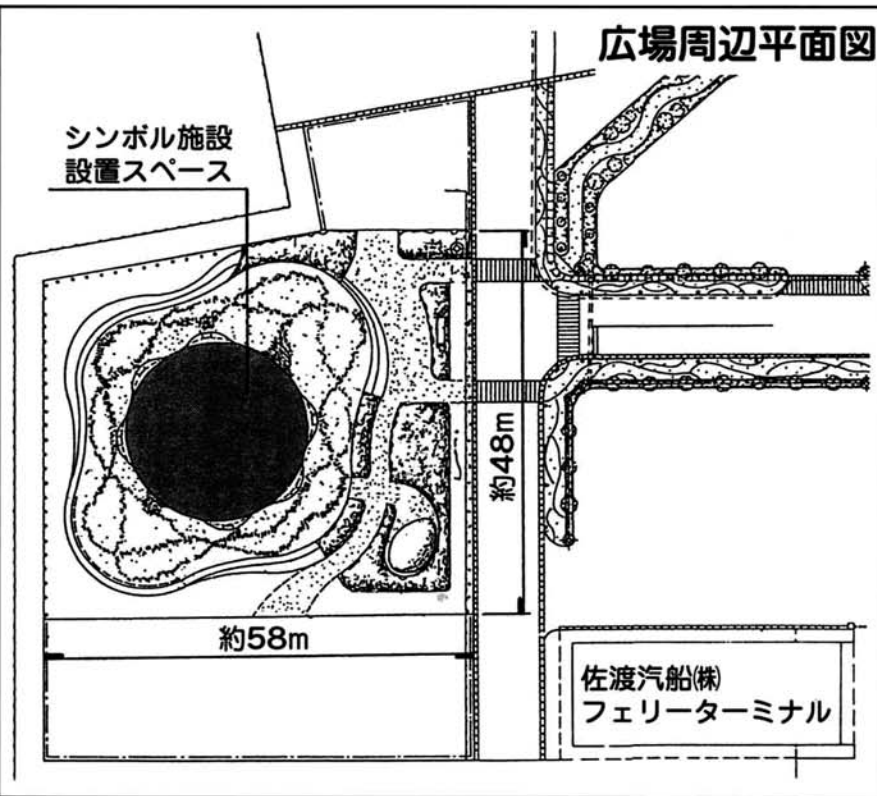 広場周辺平面図
シンボル施設
設置スペース
約48m
約58m
佐渡汽船㈱
フェリーターミナル